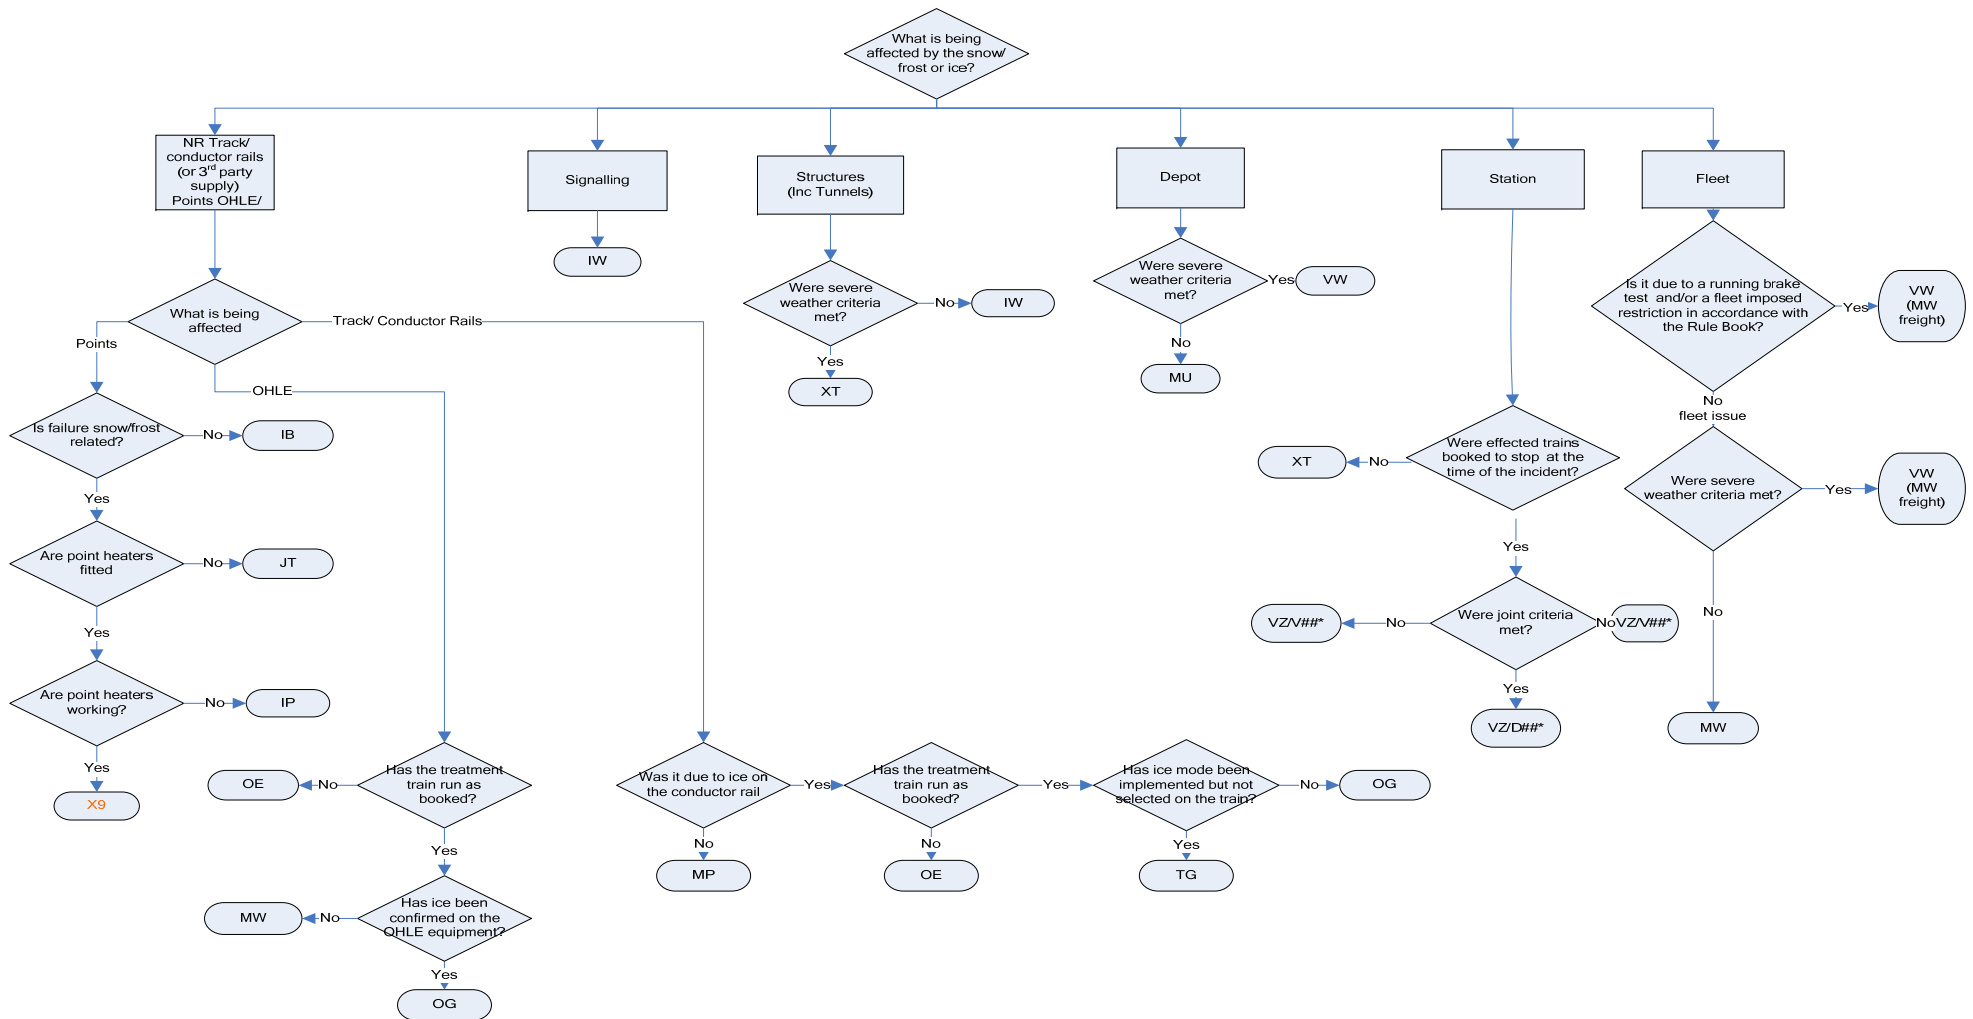 What is being
affected by the snow/
frost or ice?
NR Track/
conductor rails
(or 3rd party
supply)
Points OHLE/
Signalling
Structures
(Inc Tunnels)
Depot
Station
Fleet
IW
Were severe
weather criteria
met?
No
IW
Yes
XT
Were severe
weather criteria
met?
Yes
VW
No
MU
Is it due to a running brake
test and/or a fleet imposed
restriction in accordance with
the Rule Book?
Yes
VW
(MW
freight)
No
fleet issue
What is being
affected
Track/ Conductor Rails
Points
OHLE
Is failure snow/frost
related?
No
IB
Yes
Are point heaters
fitted
No
JT
Yes
Are point heaters
working?
No
IP
Yes
X9
Were effected trains
booked to stop at the
time of the incident?
No
XT
Yes
Were joint criteria
met?
No
VZ/V##*
No
VZ/V##*
Yes
VZ/D##*
Were severe
weather criteria met?
Yes
VW
(MW
freight)
No
MW
Has the treatment
train run as
booked?
No
OE
Yes
Has ice been
confirmed on the
OHLE equipment?
No
MW
Yes
OG
Was it due to ice on
the conductor rail
Yes
No
MP
Has the treatment
train run as
booked?
Yes
No
OE
Has ice mode been
implemented but not
selected on the train?
No
OG
Yes
TG